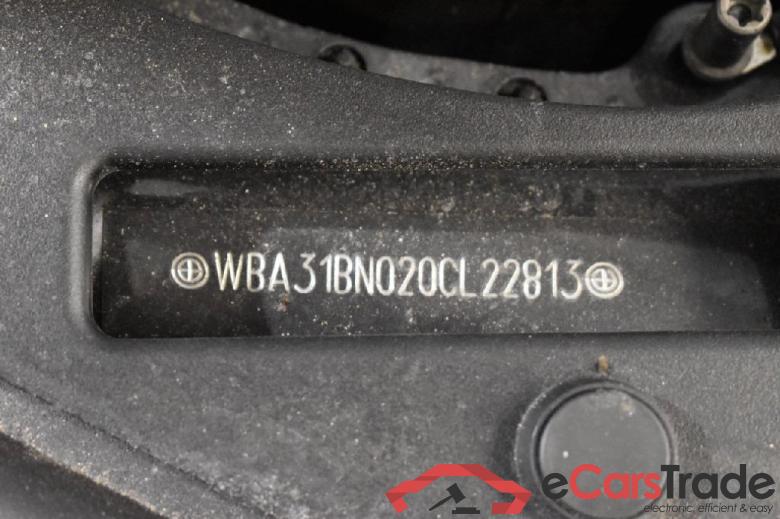 WBA31BN020CL22813
eCarsTrade
electronic, efficient & easy